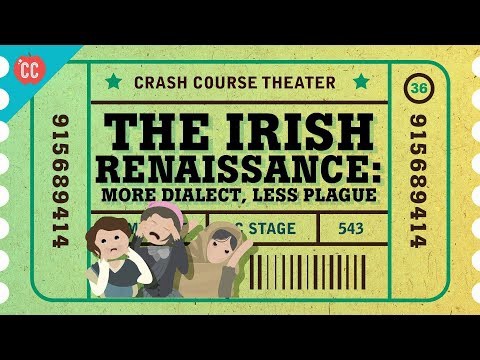 CC
CRASH COURSE THEATER
36
THE IRISH
RENAISSANCE:
MORE DIALECT, LESS PLAGUE
STAGE
543
915689414
915689414